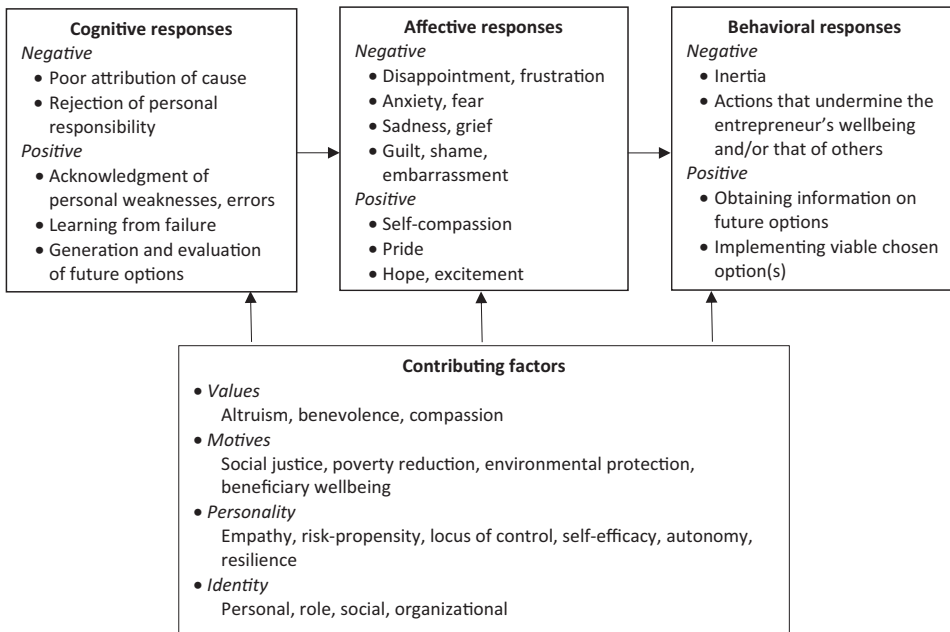 Cognitive responses
Negative
• Poor attribution of cause
• Rejection of personal
responsibility
Positive
• Acknowledgment of
personal weaknesses, errors
• Learning from failure
• Generation and evaluation
of future options
Affective responses
Negative
• Disappointment, frustration
• Anxiety, fear
• Sadness, grief
• Guilt, shame,
embarrassment
Positive
• Self-compassion
• Pride
• Hope, excitement
Behavioral responses
Negative
• Inertia
• Actions that undermine the
entrepreneur’s wellbeing
and/or that of others
Positive
• Obtaining information on
future options
• Implementing viable chosen
option(s)
Contributing factors
• Values
Altruism, benevolence, compassion
• Motives
Social justice, poverty reduction, environmental protection,
beneficiary wellbeing
• Personality
Empathy, risk-propensity, locus of control, self-efficacy, autonomy,
resilience
• Identity
Personal, role, social, organizational